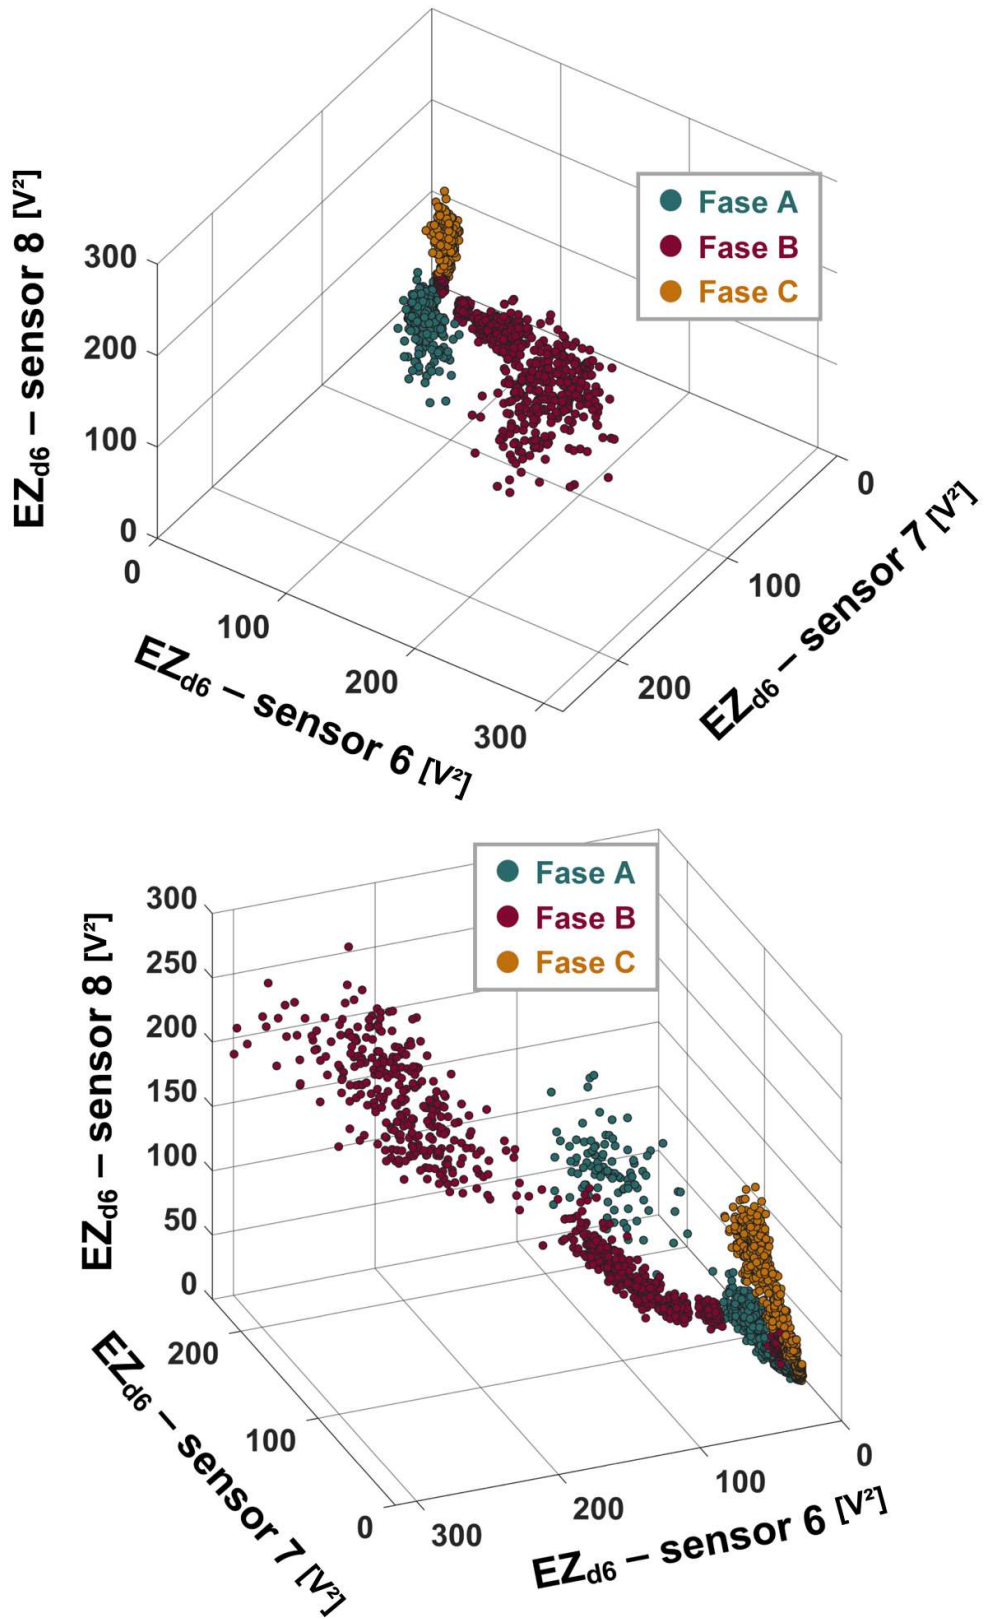 Fase A
Fase B
Fase C
300
200
100
0
EZd6 – sensor 8 [V²]
0
100
200
300
EZd6 – sensor 6 [V²]
0
100
200
EZd6 – sensor 7 [V²]
Fase A
Fase B
Fase C
300
250
200
150
100
50
0
EZd6 – sensor 8 [V²]
200
100
0
EZd6 – sensor 7 [V²]
300
200
100
0
EZd6 – sensor 6 [V²]